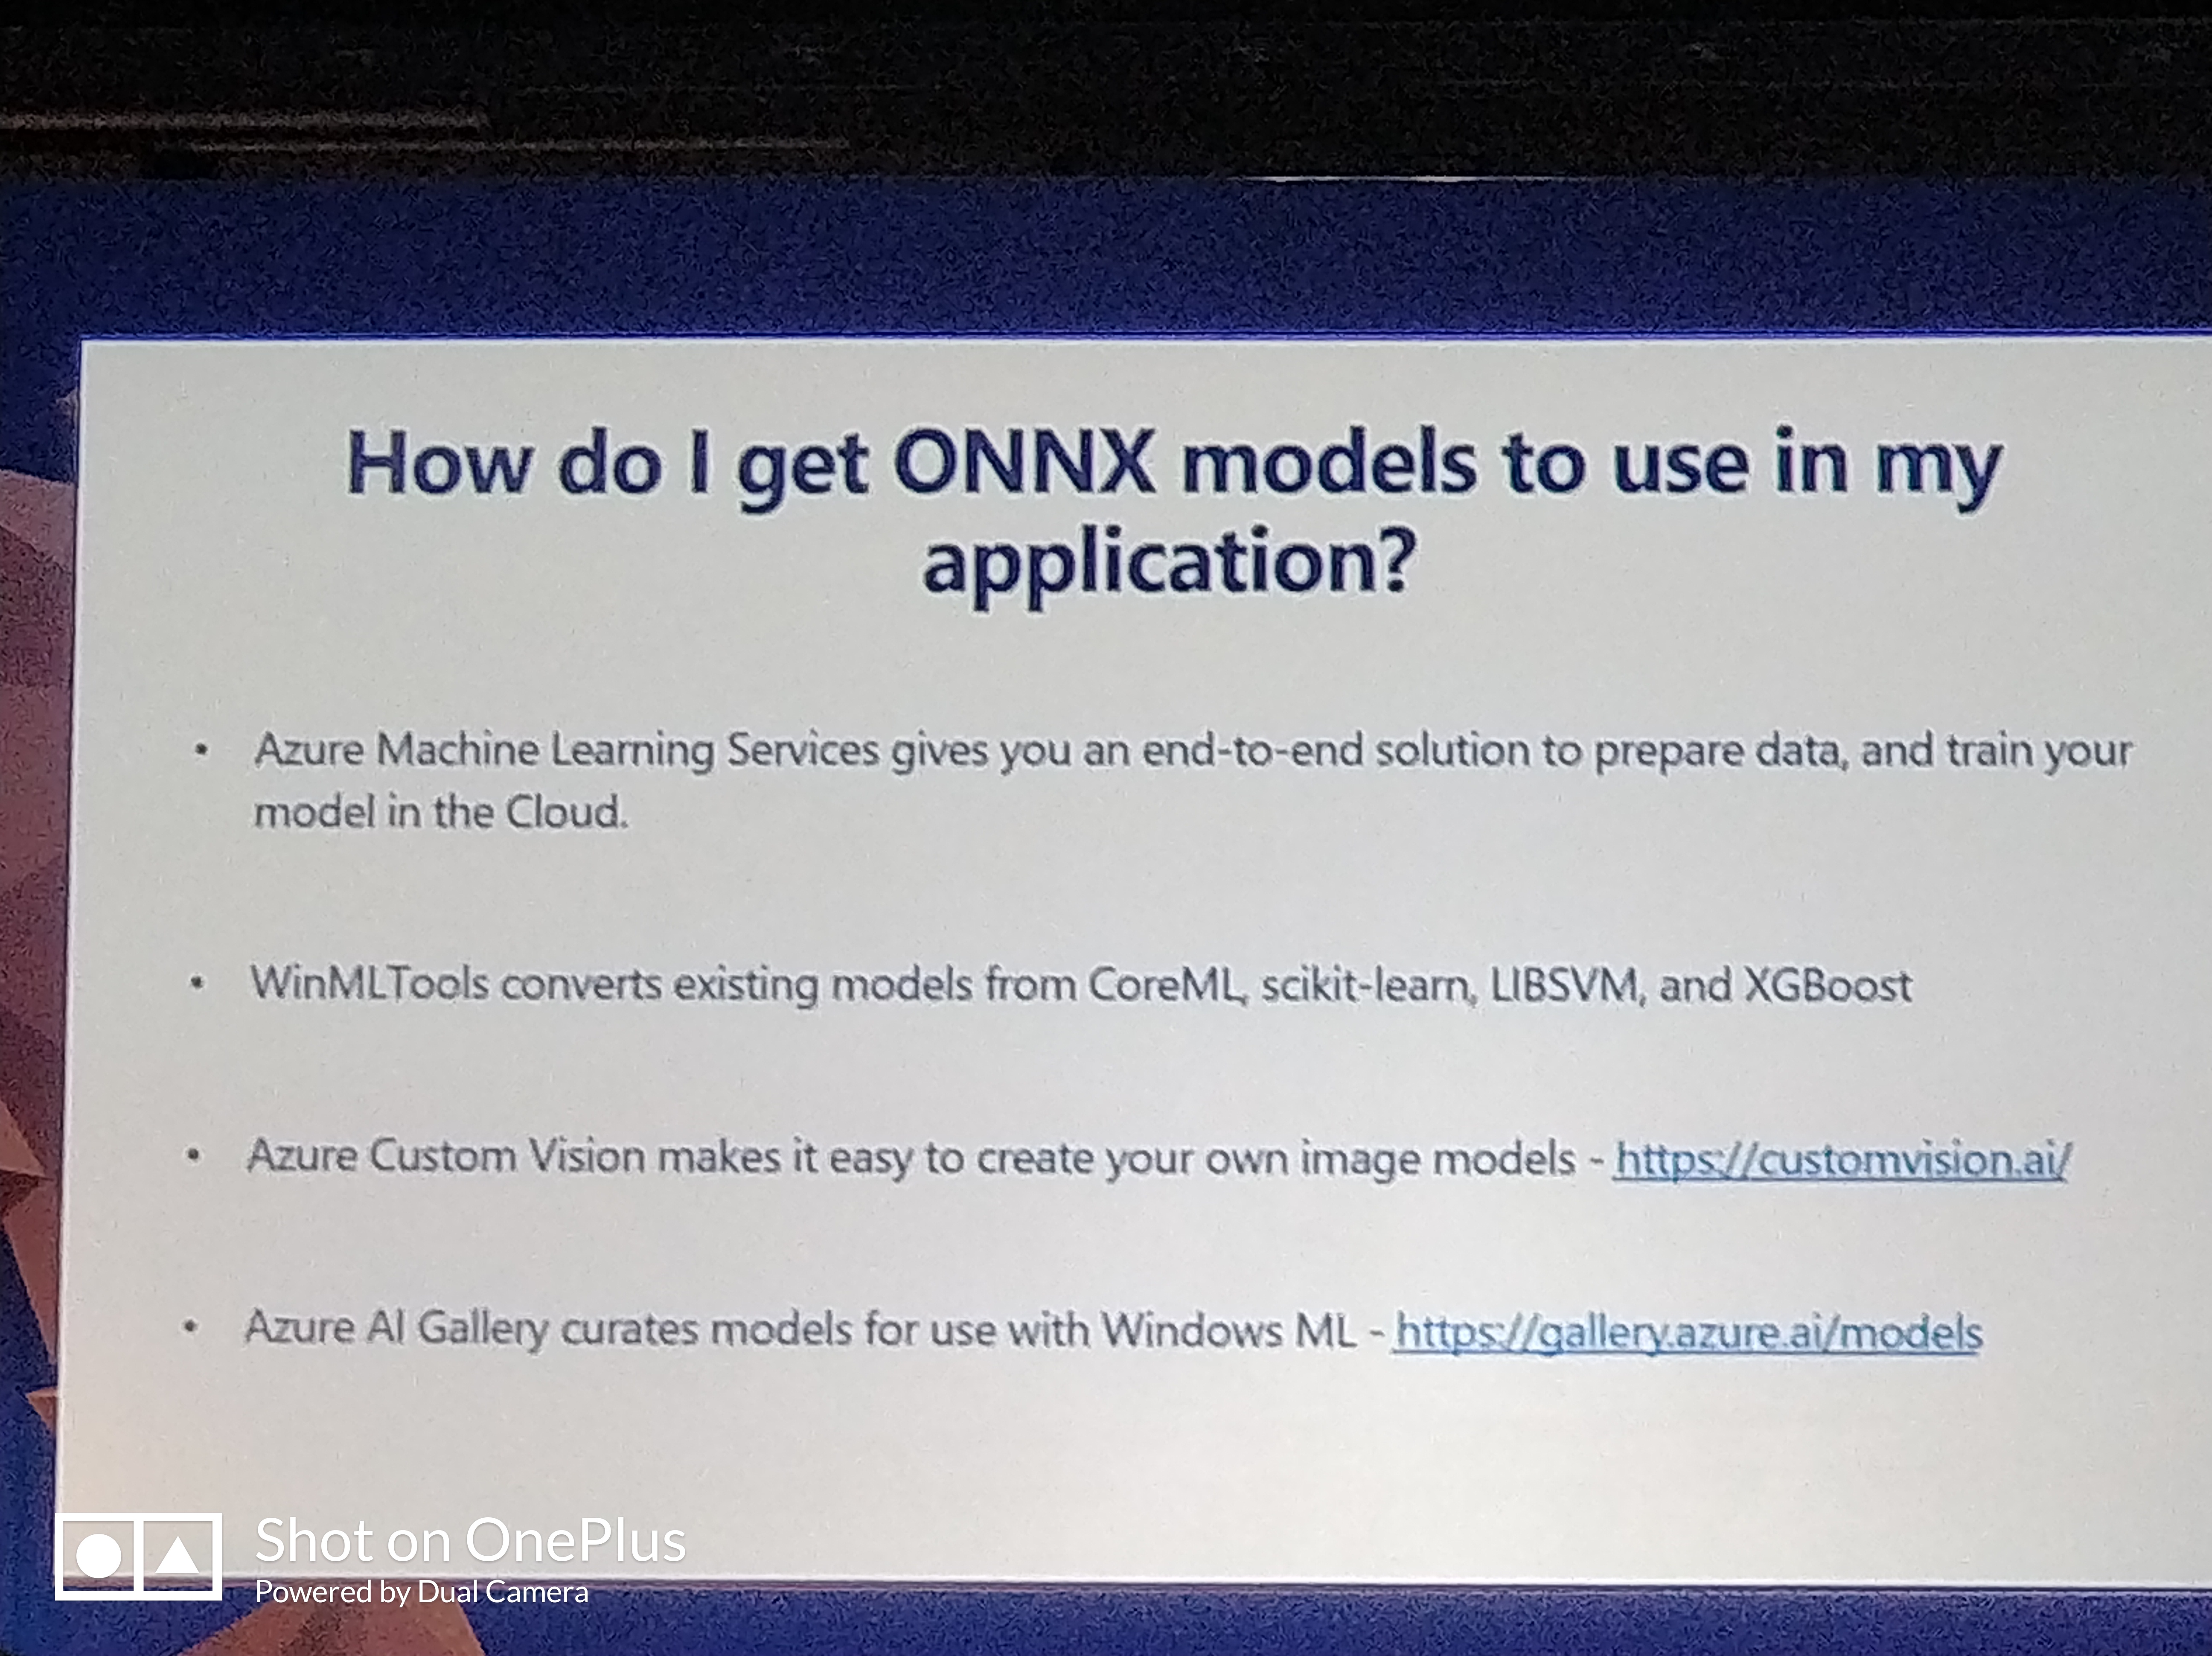 How do I get ONNX models to use in my
application?
• Azure Machine Learning Services gives you an end-to-end solution to prepare data, and train your
model in the Cloud.
• WinMLTools converts existing models from CoreML, scikit-learn, LIBSVM, and XGBoost
• Azure Custom Vision makes it easy to create your own image models - https://customvision.ai/
• Azure AI Gallery curates models for use with Windows ML - https://gallery.azure.ai/models
Shot on OnePlus
Powered by Dual Camera